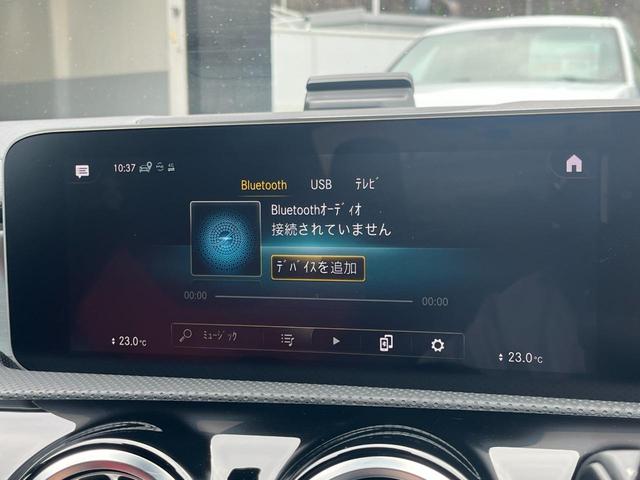 10:37
Bluetooth USB ﾃﾚﾋﾞ
Bluetoothｵｰﾃﾞｨｵ
接続されていません
ﾃﾞﾊﾞｲｽを追加
00:00 00:00
ﾐｭｰｼﾞｯｸ
23.0℃ 23.0℃